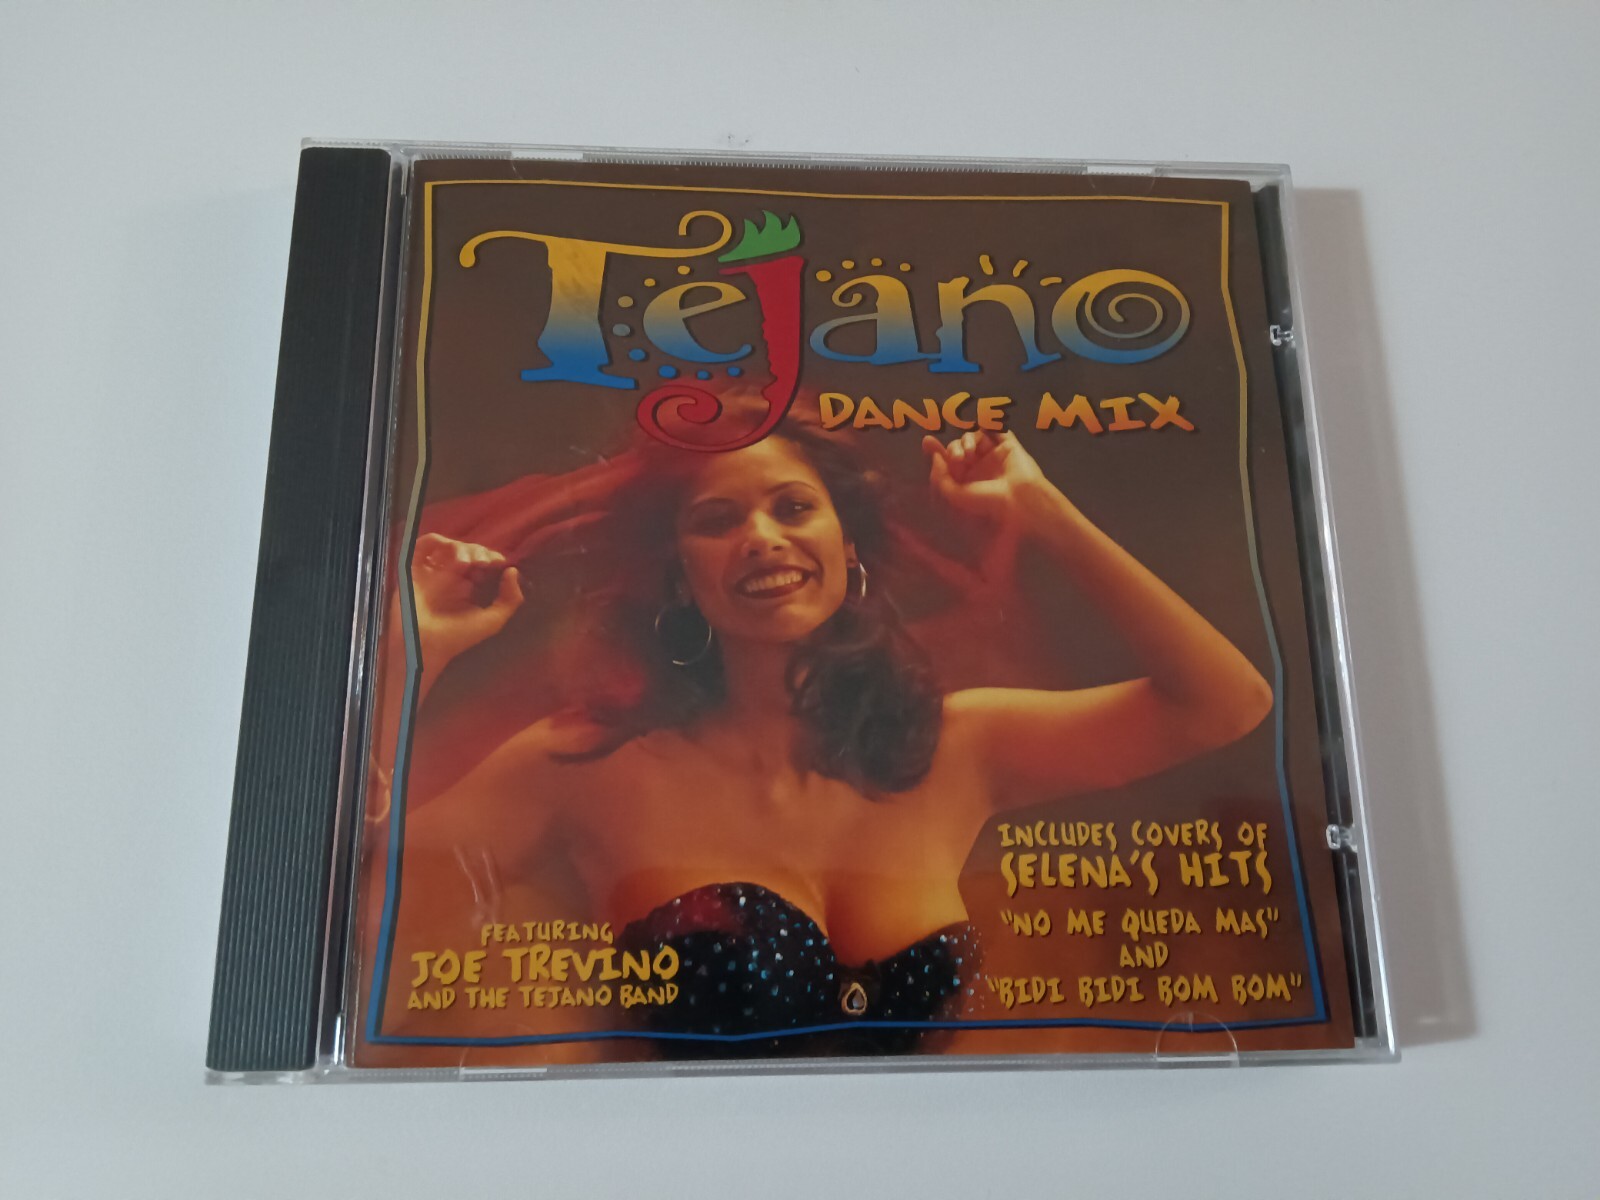 Tejano
DANCE MIX
INCLUDES COVERS OF
SELENA'S HITS
"NO ME QUEDA MAS"
AND
"BIDI BIDI BOM BOM"
FEATURING
JOE TREVINO
AND THE TEJANO BAND